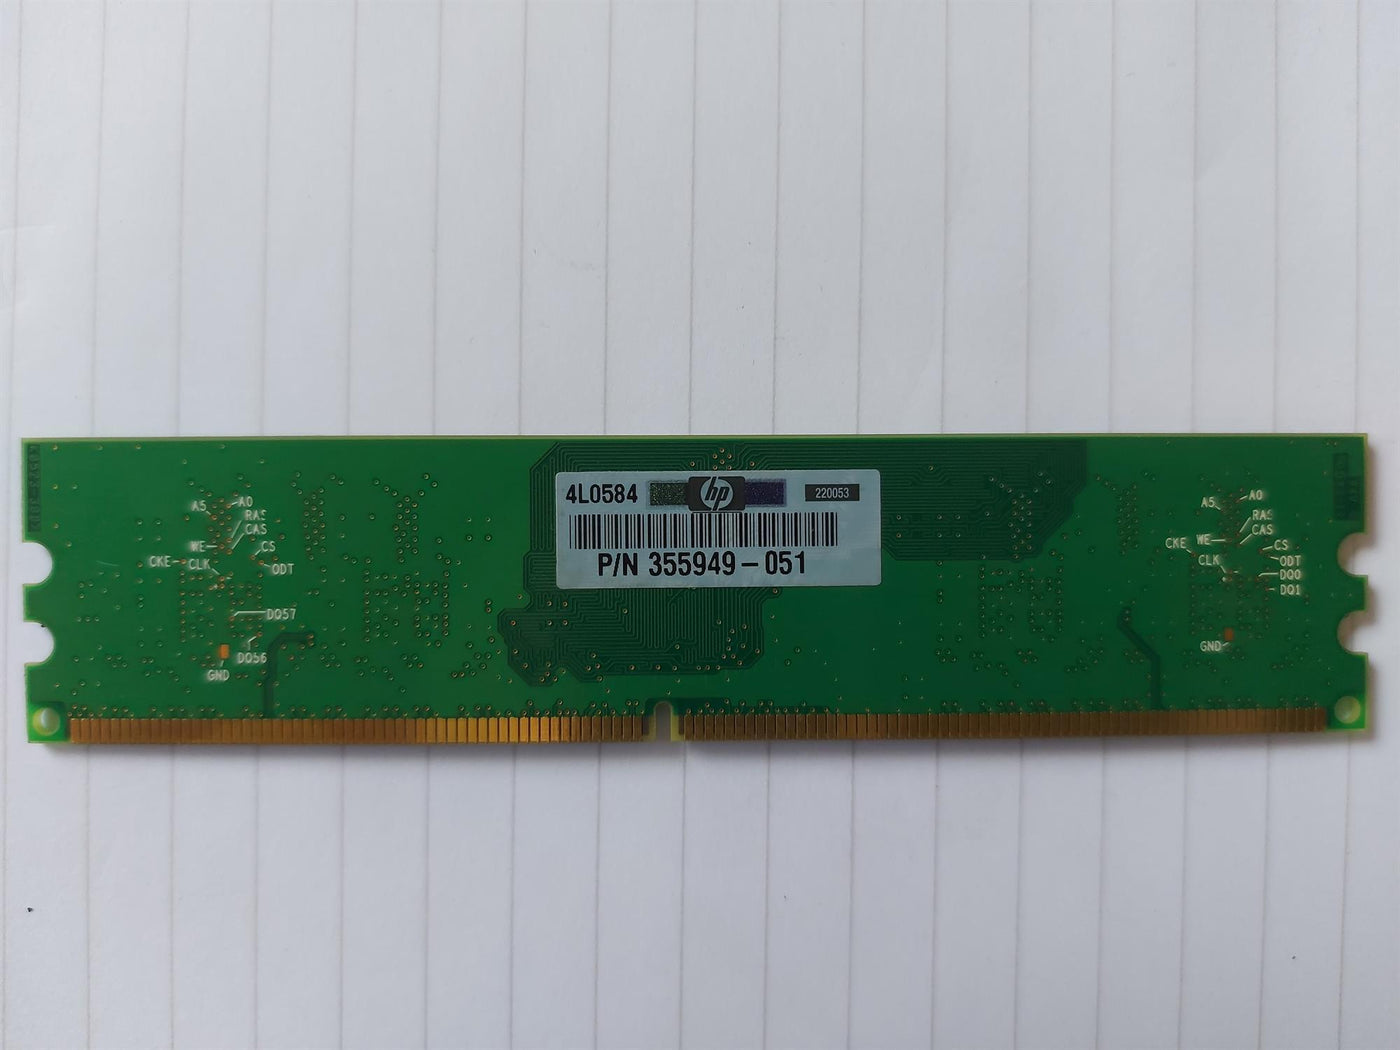 4L0584 hp 220053
P/N 355949-051
A5 A0
RAS
CAS
WE CS
CKE CLK ODT
DQ57
DQ56
GND
A5 A0
RAS
CAS
CKE WE CS
CLK ODT
DQ0
DQ1
GND